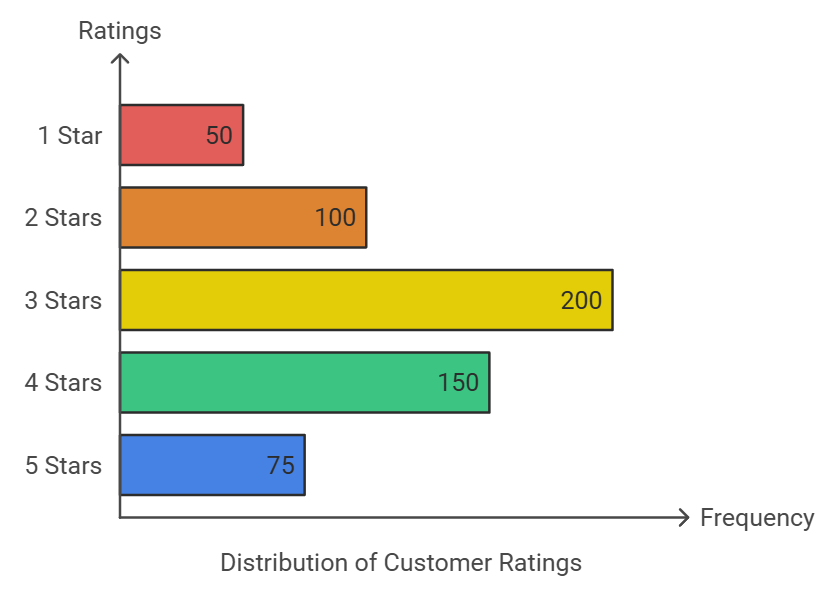 Ratings
1 Star 50
2 Stars 100
3 Stars 200
4 Stars 150
5 Stars 75
Frequency
Distribution of Customer Ratings